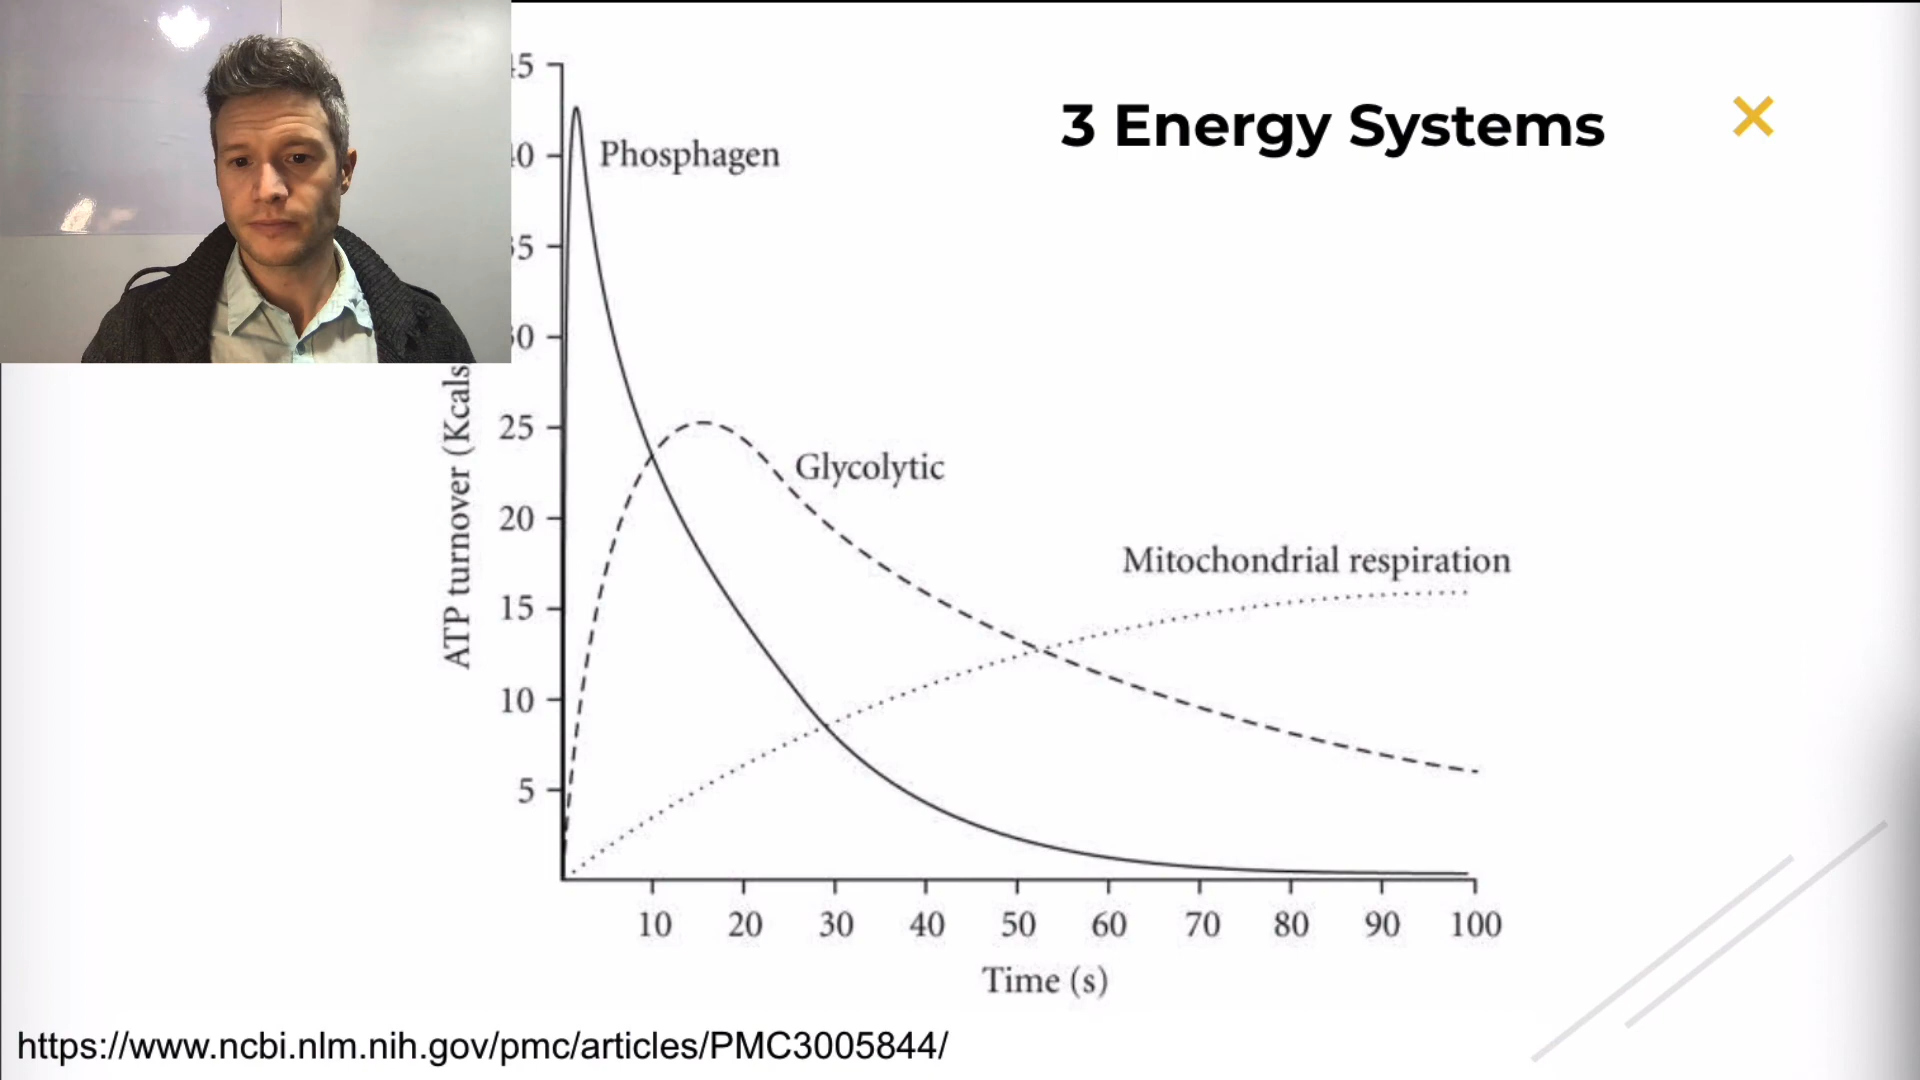 3 Energy Systems
Phosphagen
Glycolytic
Mitochondrial respiration
ATP turnover (Kcals
25
20
15
10
5
10 20 30 40 50 60 70 80 90 100
Time (s)
https://www.ncbi.nlm.nih.gov/pmc/articles/PMC3005844/